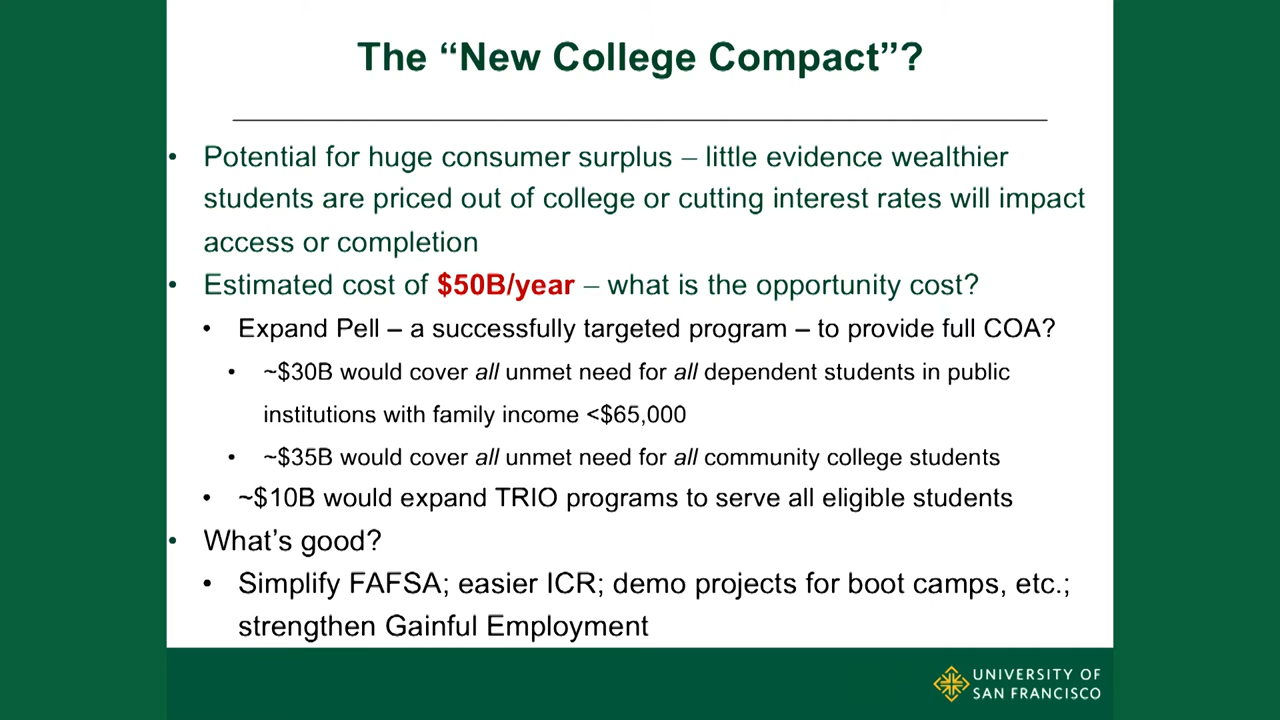 The “New College Compact”?
• Potential for huge consumer surplus – little evidence wealthier
students are priced out of college or cutting interest rates will impact
access or completion
• Estimated cost of $50B/year – what is the opportunity cost?
• Expand Pell – a successfully targeted program – to provide full COA?
• ~$30B would cover all unmet need for all dependent students in public
institutions with family income <$65,000
• ~$35B would cover all unmet need for all community college students
• ~$10B would expand TRIO programs to serve all eligible students
• What’s good?
• Simplify FAFSA; easier ICR; demo projects for boot camps, etc.;
strengthen Gainful Employment
UNIVERSITY OF
SAN FRANCISCO